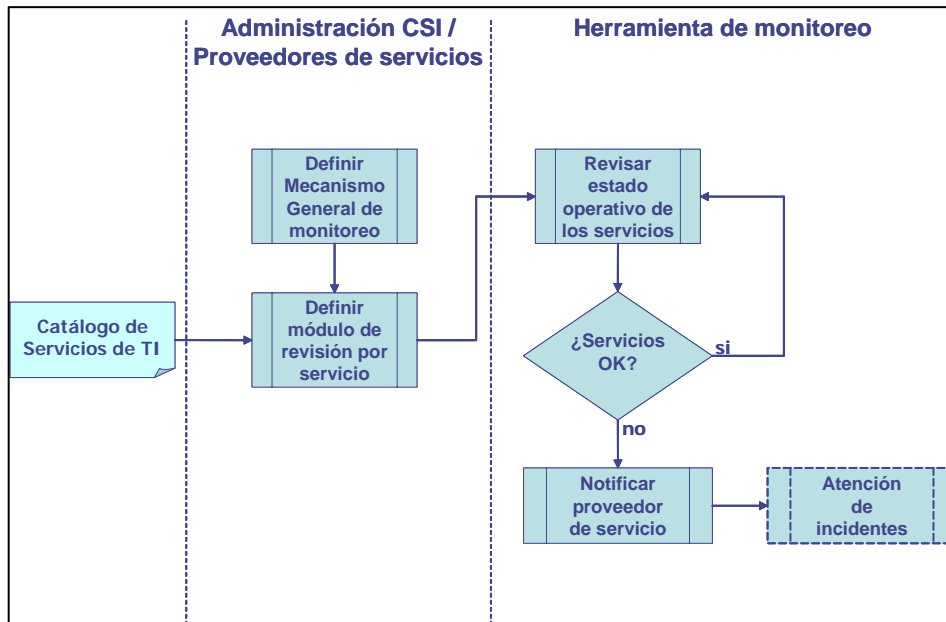 Administración CSI /
Proveedores de servicios
Herramienta de monitoreo
Definir
Mecanismo
General de
monitoreo
Revisar
estado
operativo de
los servicios
Catálogo de
Servicios de TI
Definir
módulo de
revisión por
servicio
¿Servicios
OK?
si
no
Notificar
proveedor
de servicio
Atención
de
incidentes